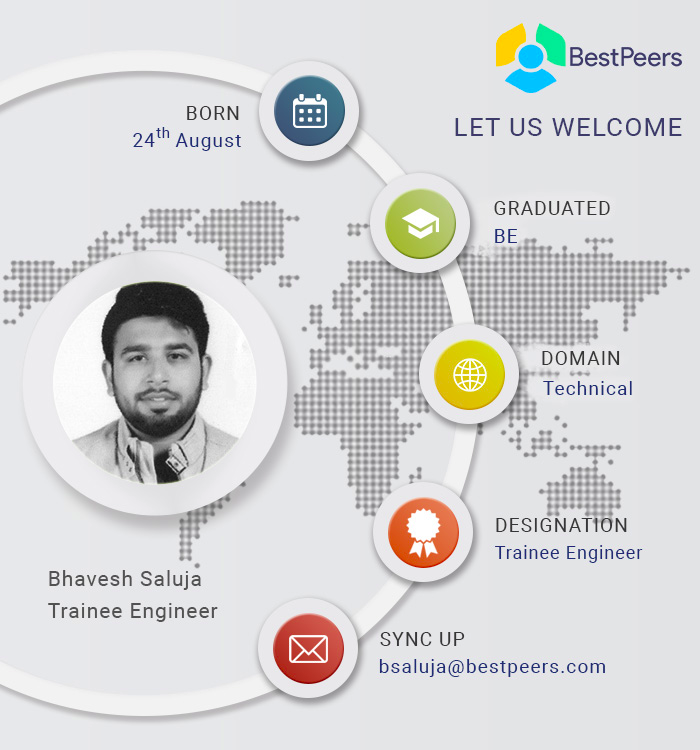 BestPeers
LET US WELCOME
BORN
24th August
GRADUATED
BE
DOMAIN
Technical
DESIGNATION
Trainee Engineer
Bhavesh Saluja
Trainee Engineer
SYNC UP
bsaluja@bestpeers.com